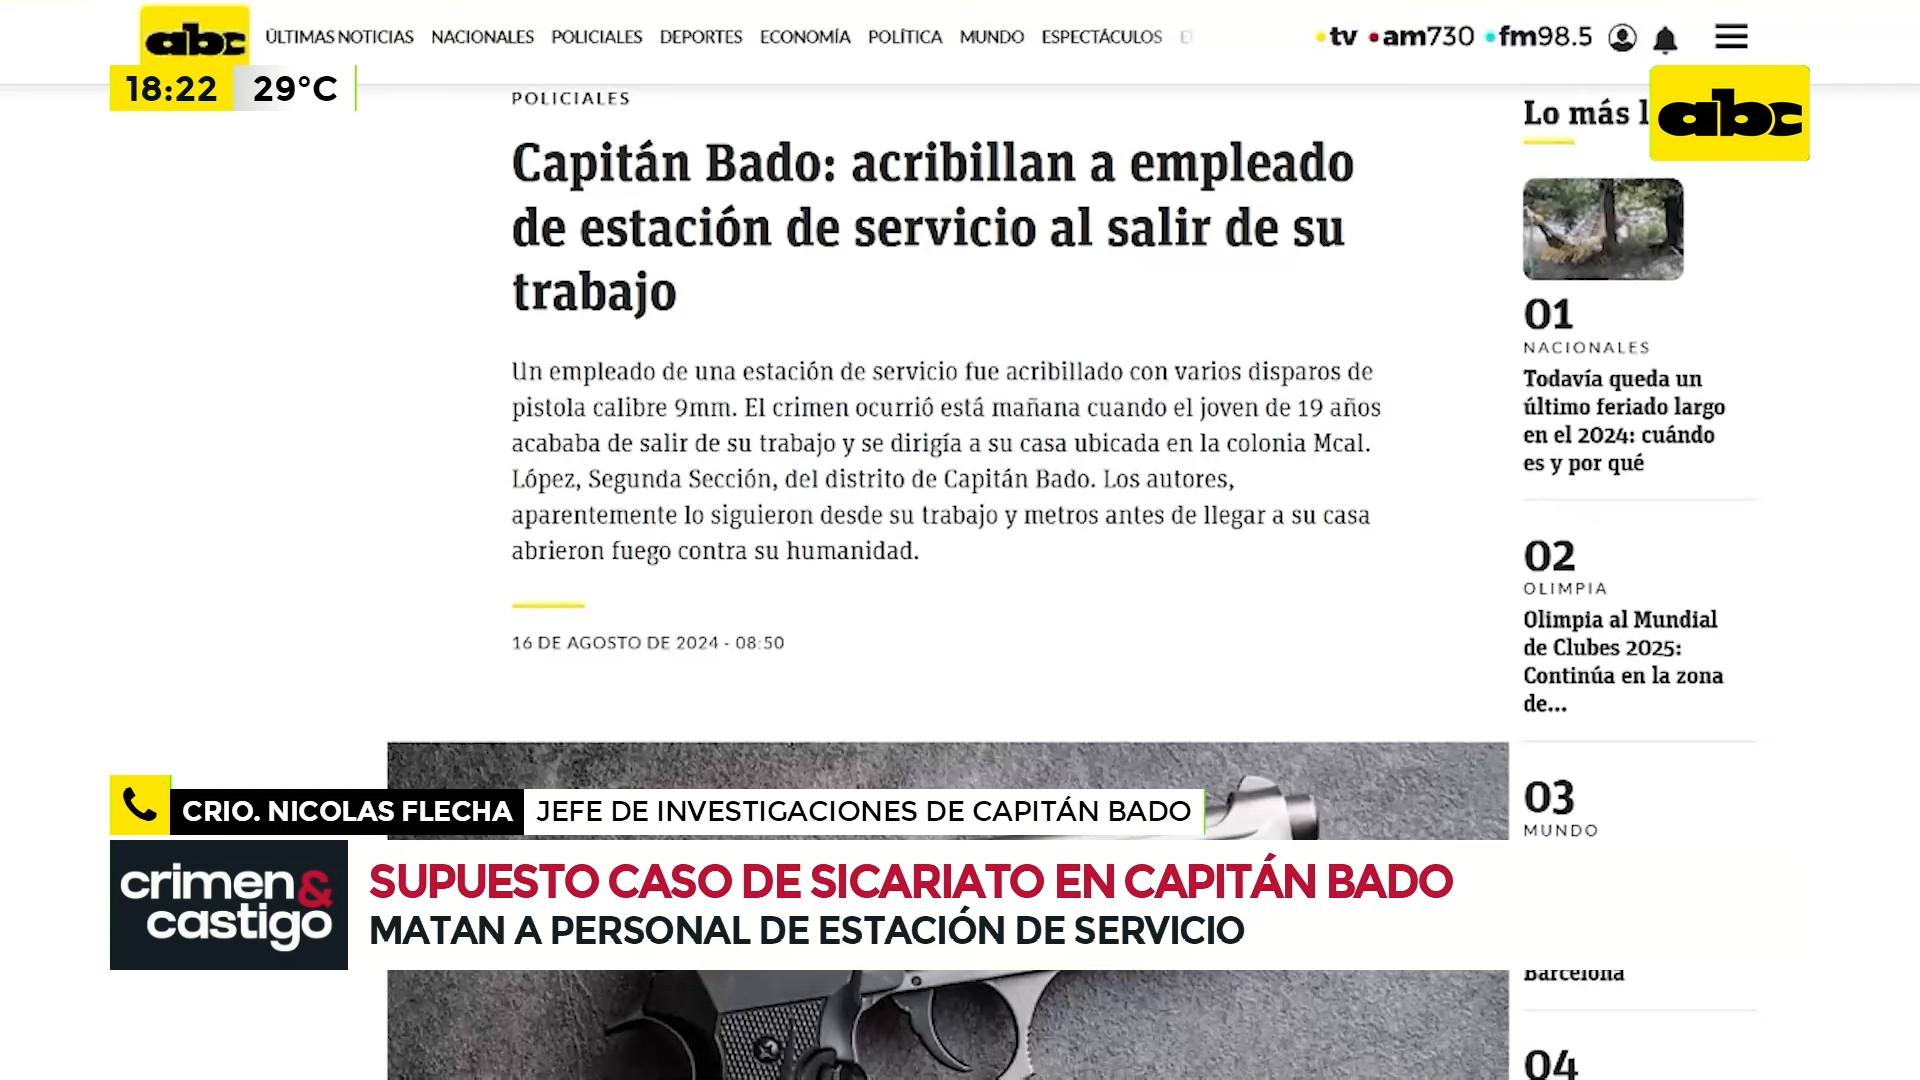 abc
ÚLTIMAS NOTICIAS NACIONALES POLICIALES DEPORTES ECONOMÍA POLÍTICA MUNDO ESPECTÁCULOS
tv am730 fm98.5
18:22 29°C
abc
POLICIALES
Capitán Bado: acribillan a empleado
de estación de servicio al salir de su
trabajo
Un empleado de una estación de servicio fue acribillado con varios disparos de
pistola calibre 9mm. El crimen ocurrió está mañana cuando el joven de 19 años
acababa de salir de su trabajo y se dirigía a su casa ubicada en la colonia Mcal.
López, Segunda Sección, del distrito de Capitán Bado. Los autores,
aparentemente lo siguieron desde su trabajo y metros antes de llegar a su casa
abrieron fuego contra su humanidad.
16 DE AGOSTO DE 2024 - 08:50
Lo más
01
NACIONALES
Todavía queda un
último feriado largo
en el 2024: cuándo
es y por qué
02
OLIMPIA
Olimpia al Mundial
de Clubes 2025:
Continúa en la zona
de...
03
MUNDO
Barcelona
04
CRIO. NICOLAS FLECHA JEFE DE INVESTIGACIONES DE CAPITÁN BADO
crimen&
castigo
SUPUESTO CASO DE SICARIATO EN CAPITÁN BADO
MATAN A PERSONAL DE ESTACIÓN DE SERVICIO